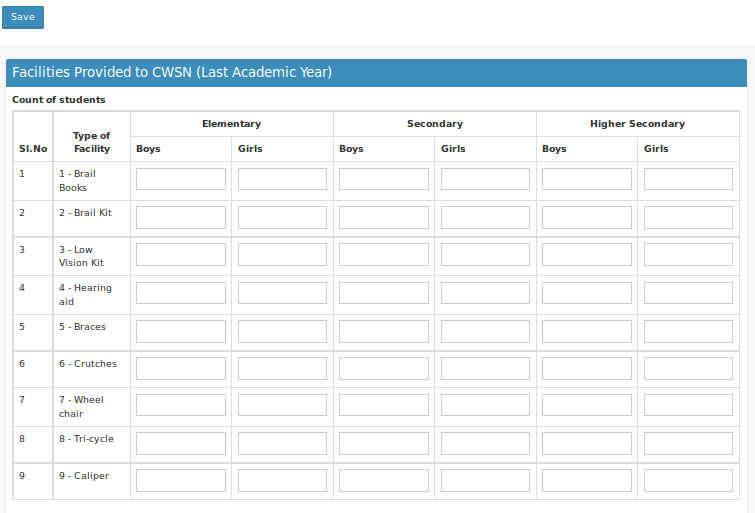 Save
Facilities Provided to CWSN (Last Academic Year)
Count of students
Sl.No Type of Facility Elementary Secondary Higher Secondary
Boys Girls Boys Girls Boys Girls
1 1 - Brail
Books
2 2 - Brail Kit
3 3 - Low
Vision Kit
4 4 - Hearing
aid
5 5 - Braces
6 6 - Crutches
7 7 - Wheel
chair
8 8 - Tri-cycle
9 9 - Caliper